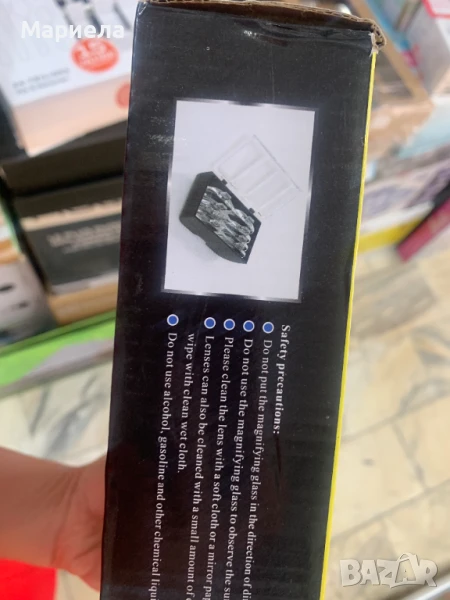 Мариела
Safety precautions:
Do not put the magnifying glass in the direction of
Do not use the magnifying glass to observe the
Please clean the lens with a soft cloth or a mirror
Lenses can also be cleaned with a small amount of
wipe with clean wet cloth.
Do not use alcohol, gasoline and other chemical
15
BAZAR